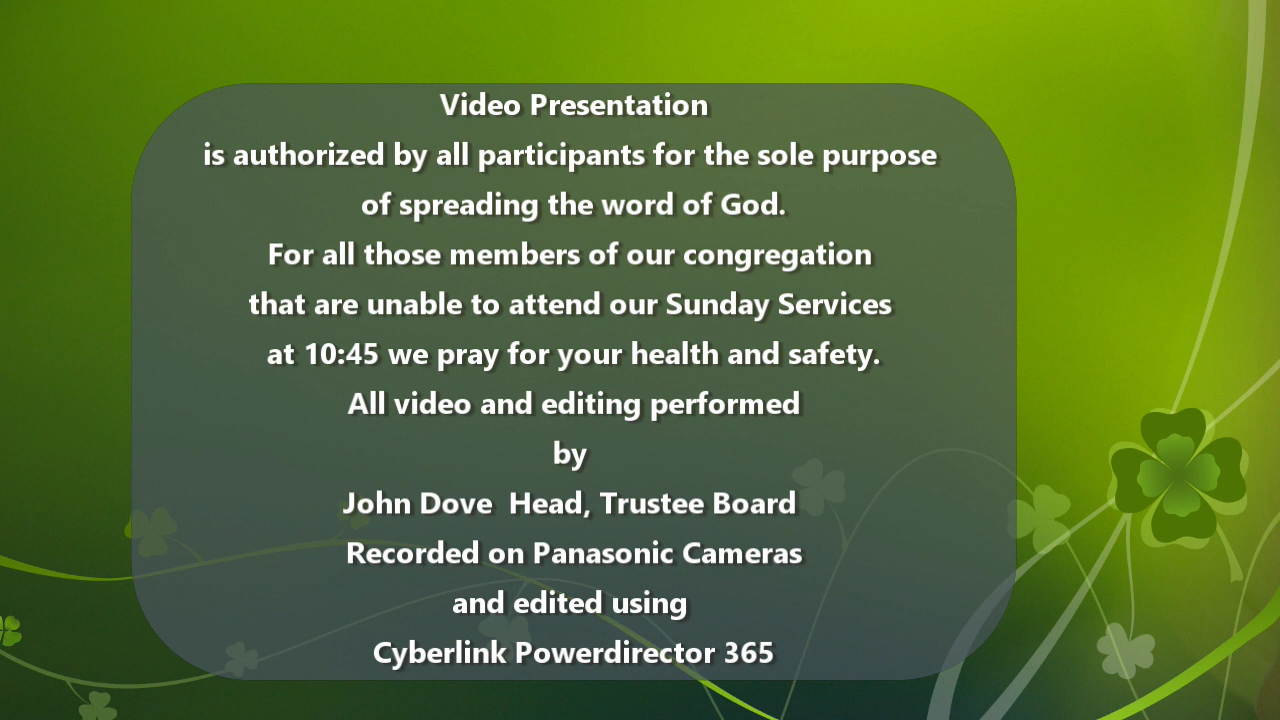 Video Presentation
is authorized by all participants for the sole purpose
of spreading the word of God.
For all those members of our congregation
that are unable to attend our Sunday Services
at 10:45 we pray for your health and safety.
All video and editing performed
by
John Dove  Head, Trustee Board
Recorded on Panasonic Cameras
and edited using
Cyberlink Powerdirector 365